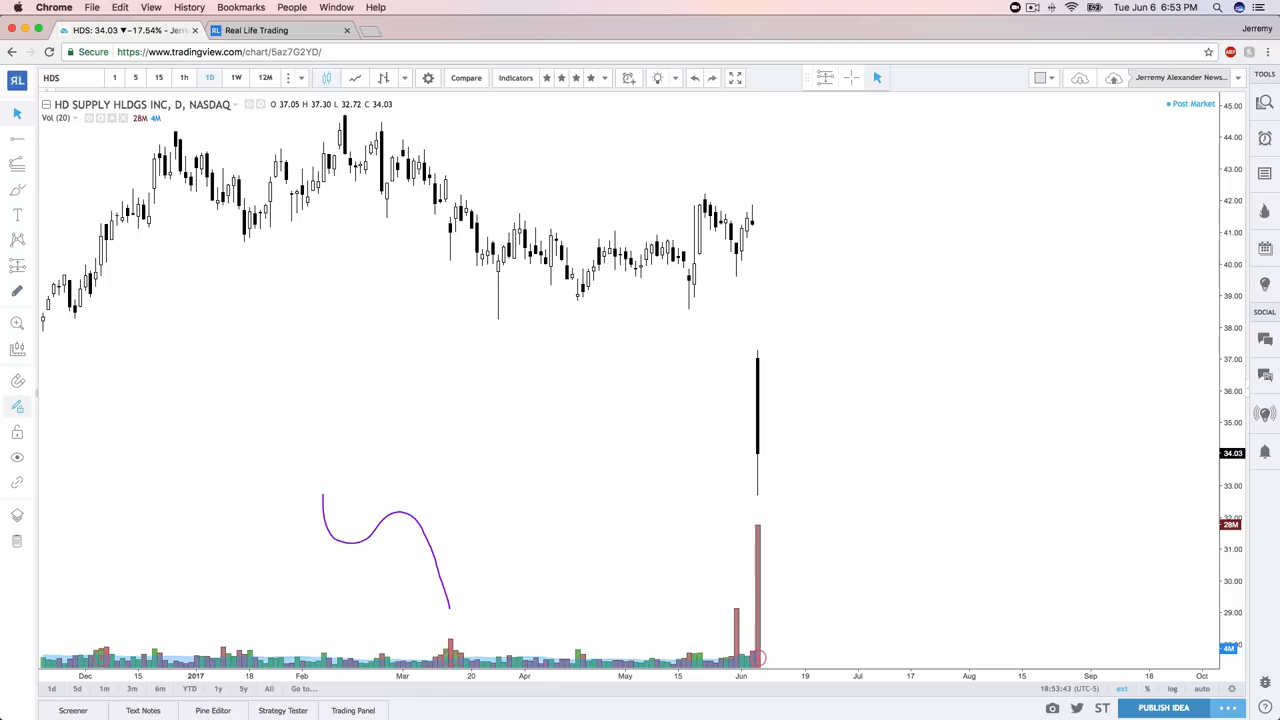 Chrome File Edit View History Bookmarks People Window Help Tue Jun 6 6:53 PM
HDS: 34.03 ▼-17.54% - Jerr Real Life Trading Jerremy
Secure https://www.tradingview.com/chart/5az7G2YD/
HDS 1 5 15 1h 1D 1W 12M Compare Indicators Jerremy Alexander News... TOOLS
HD SUPPLY HLDGS INC, D, NASDAQ O 37.05 H 37.30 L 32.72 C 34.03 Post Market
Vol (20) 28M 4M
45.00
44.00
43.00
42.00
41.00
40.00
39.00
SOCIAL
38.00
37.00
36.00
35.00
34.03
33.00
32.00
28M
31.00
30.00
29.00
4M
Dec 15 2017 Feb Mar 20 Apr May 15 Jun 19 Jul Aug Sep Oct
1d 5d 1m 3m 6m YTD 1y 5y All Go to... 18:53:43 (UTC-5) ext % log auto
Screener Text Notes Pine Editor Strategy Tester Trading Panel ST PUBLISH IDEA